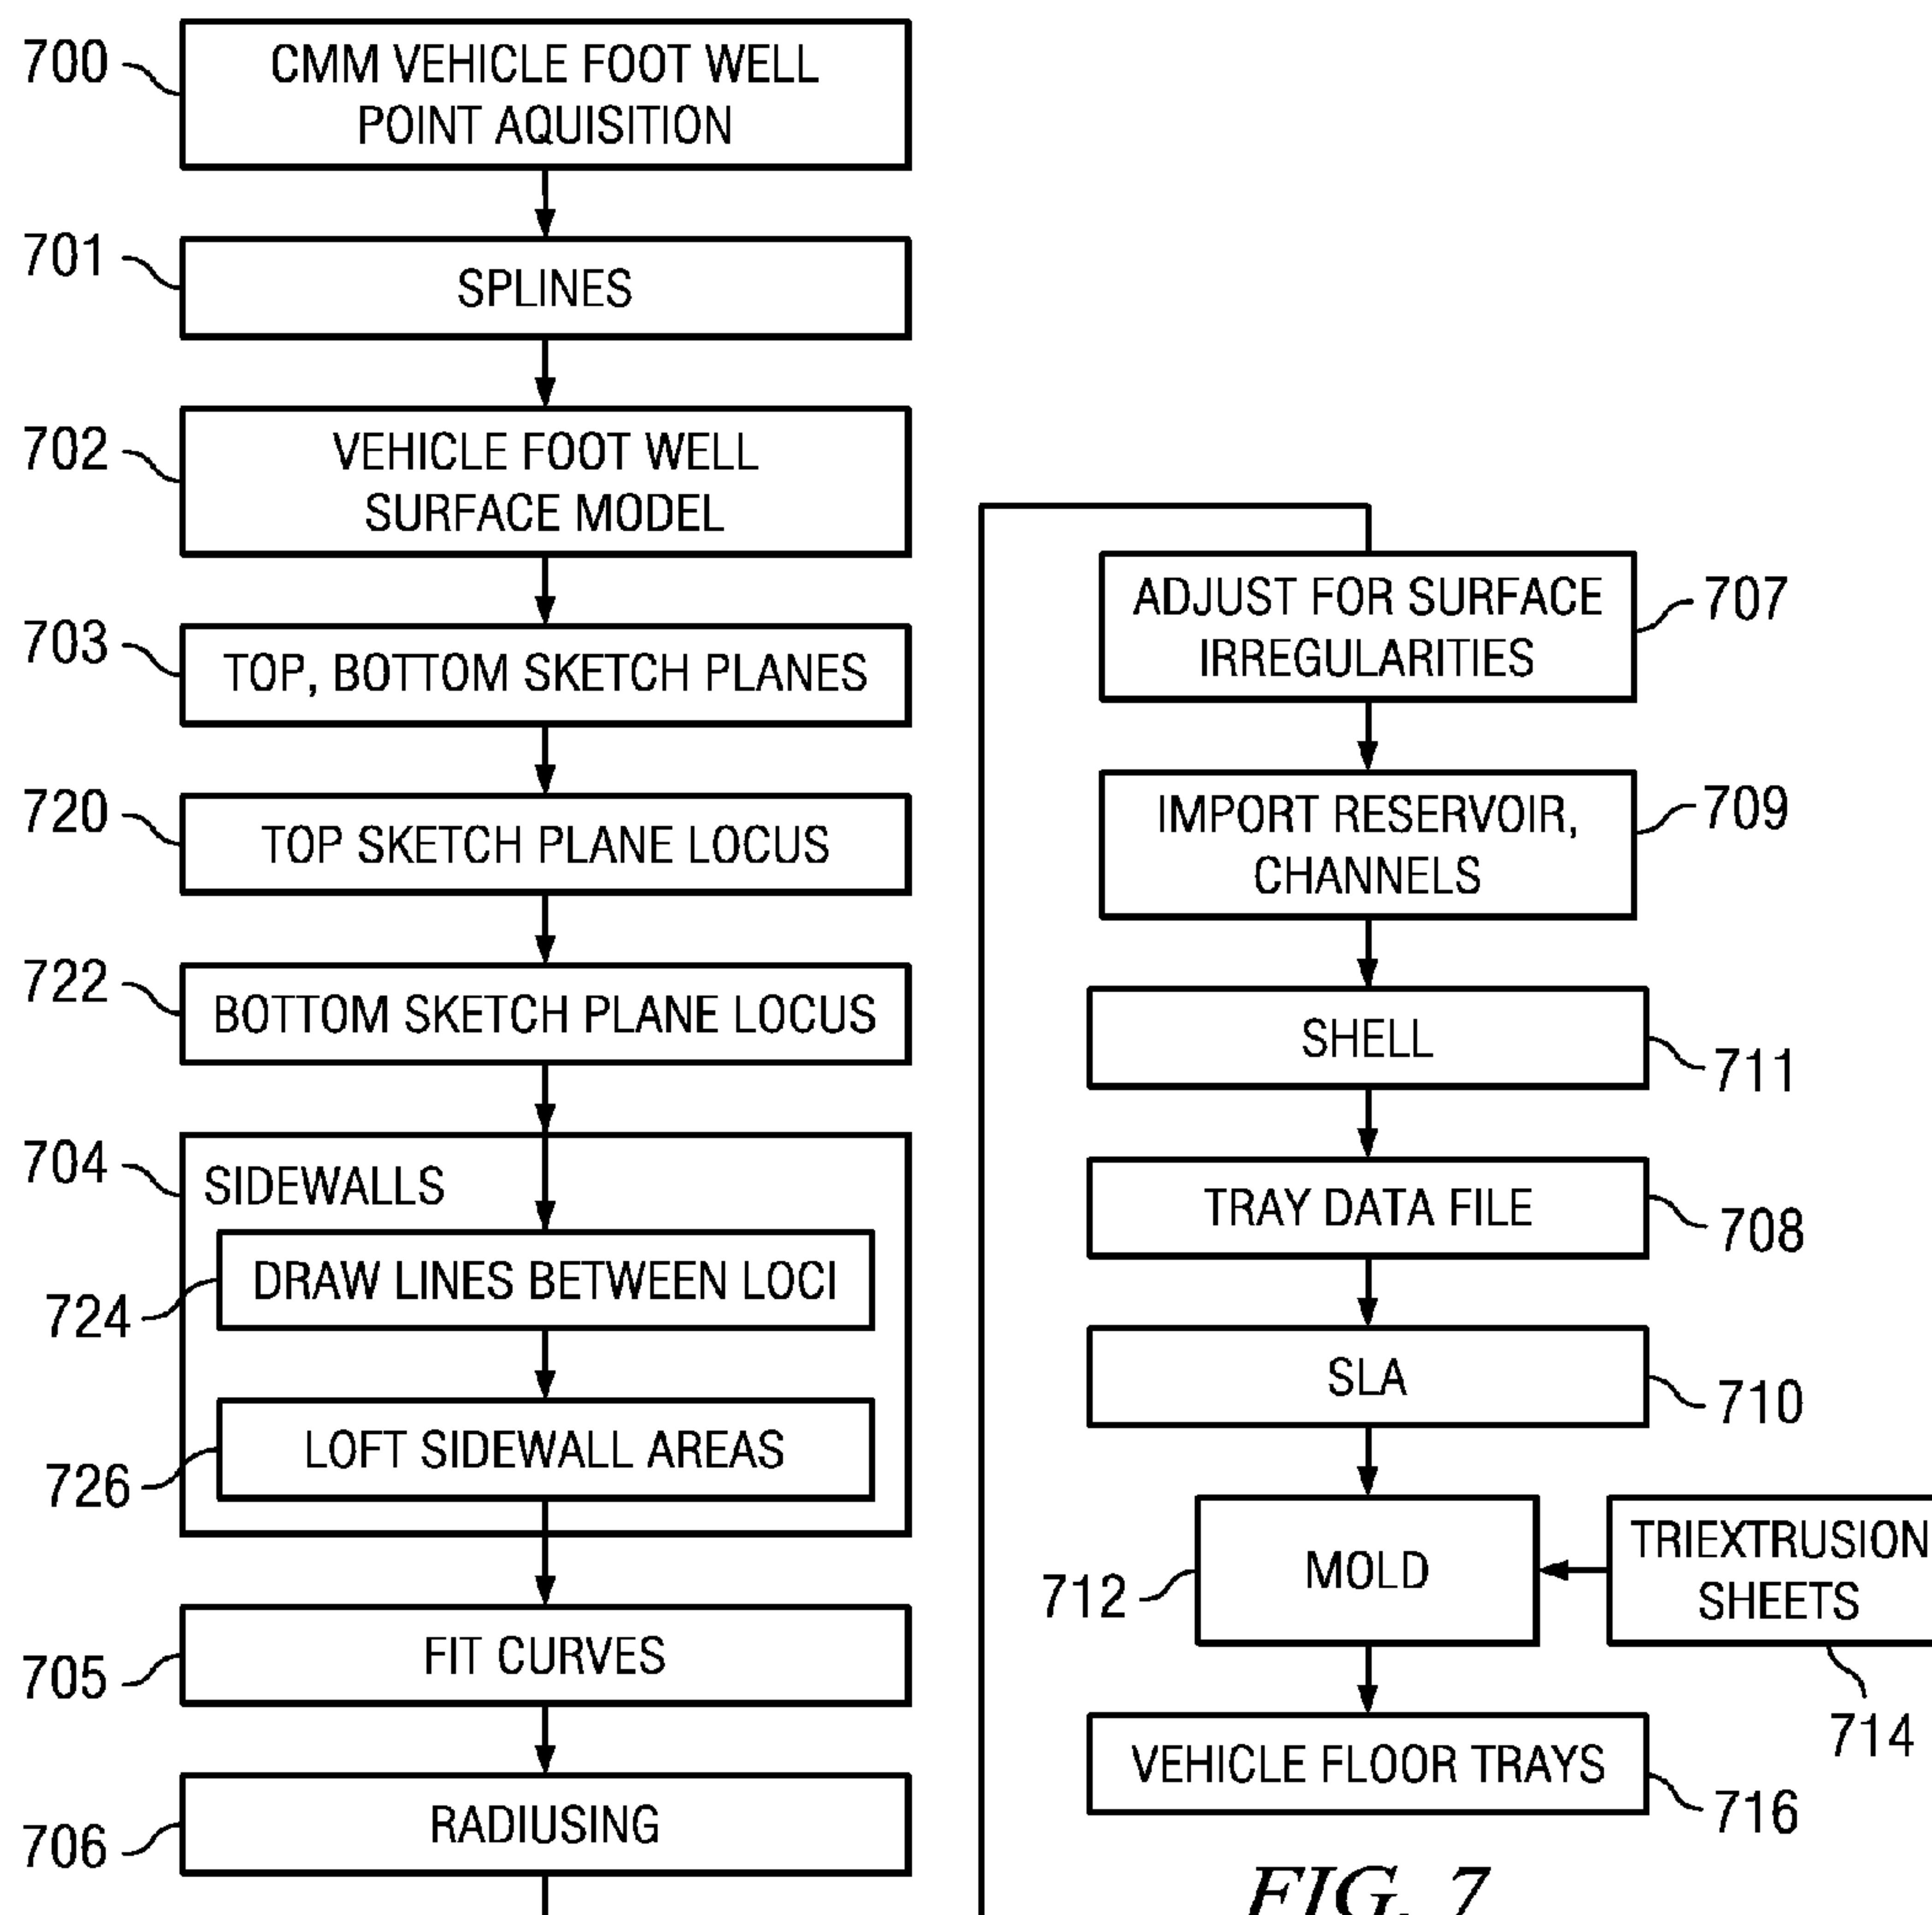 700
CMM VEHICLE FOOT WELL
POINT AQUISITION
701
SPLINES
702
VEHICLE FOOT WELL
SURFACE MODEL
703
TOP, BOTTOM SKETCH PLANES
720
TOP SKETCH PLANE LOCUS
722
BOTTOM SKETCH PLANE LOCUS
704
SIDEWALLS
DRAW LINES BETWEEN LOCI
724
LOFT SIDEWALL AREAS
726
FIT CURVES
705
RADIUSING
706
ADJUST FOR SURFACE
IRREGULARITIES
707
IMPORT RESERVOIR,
CHANNELS
709
SHELL
711
TRAY DATA FILE
708
SLA
710
MOLD
712
TRIEXTRUSION
SHEETS
714
VEHICLE FLOOR TRAYS
716
FIG. 7